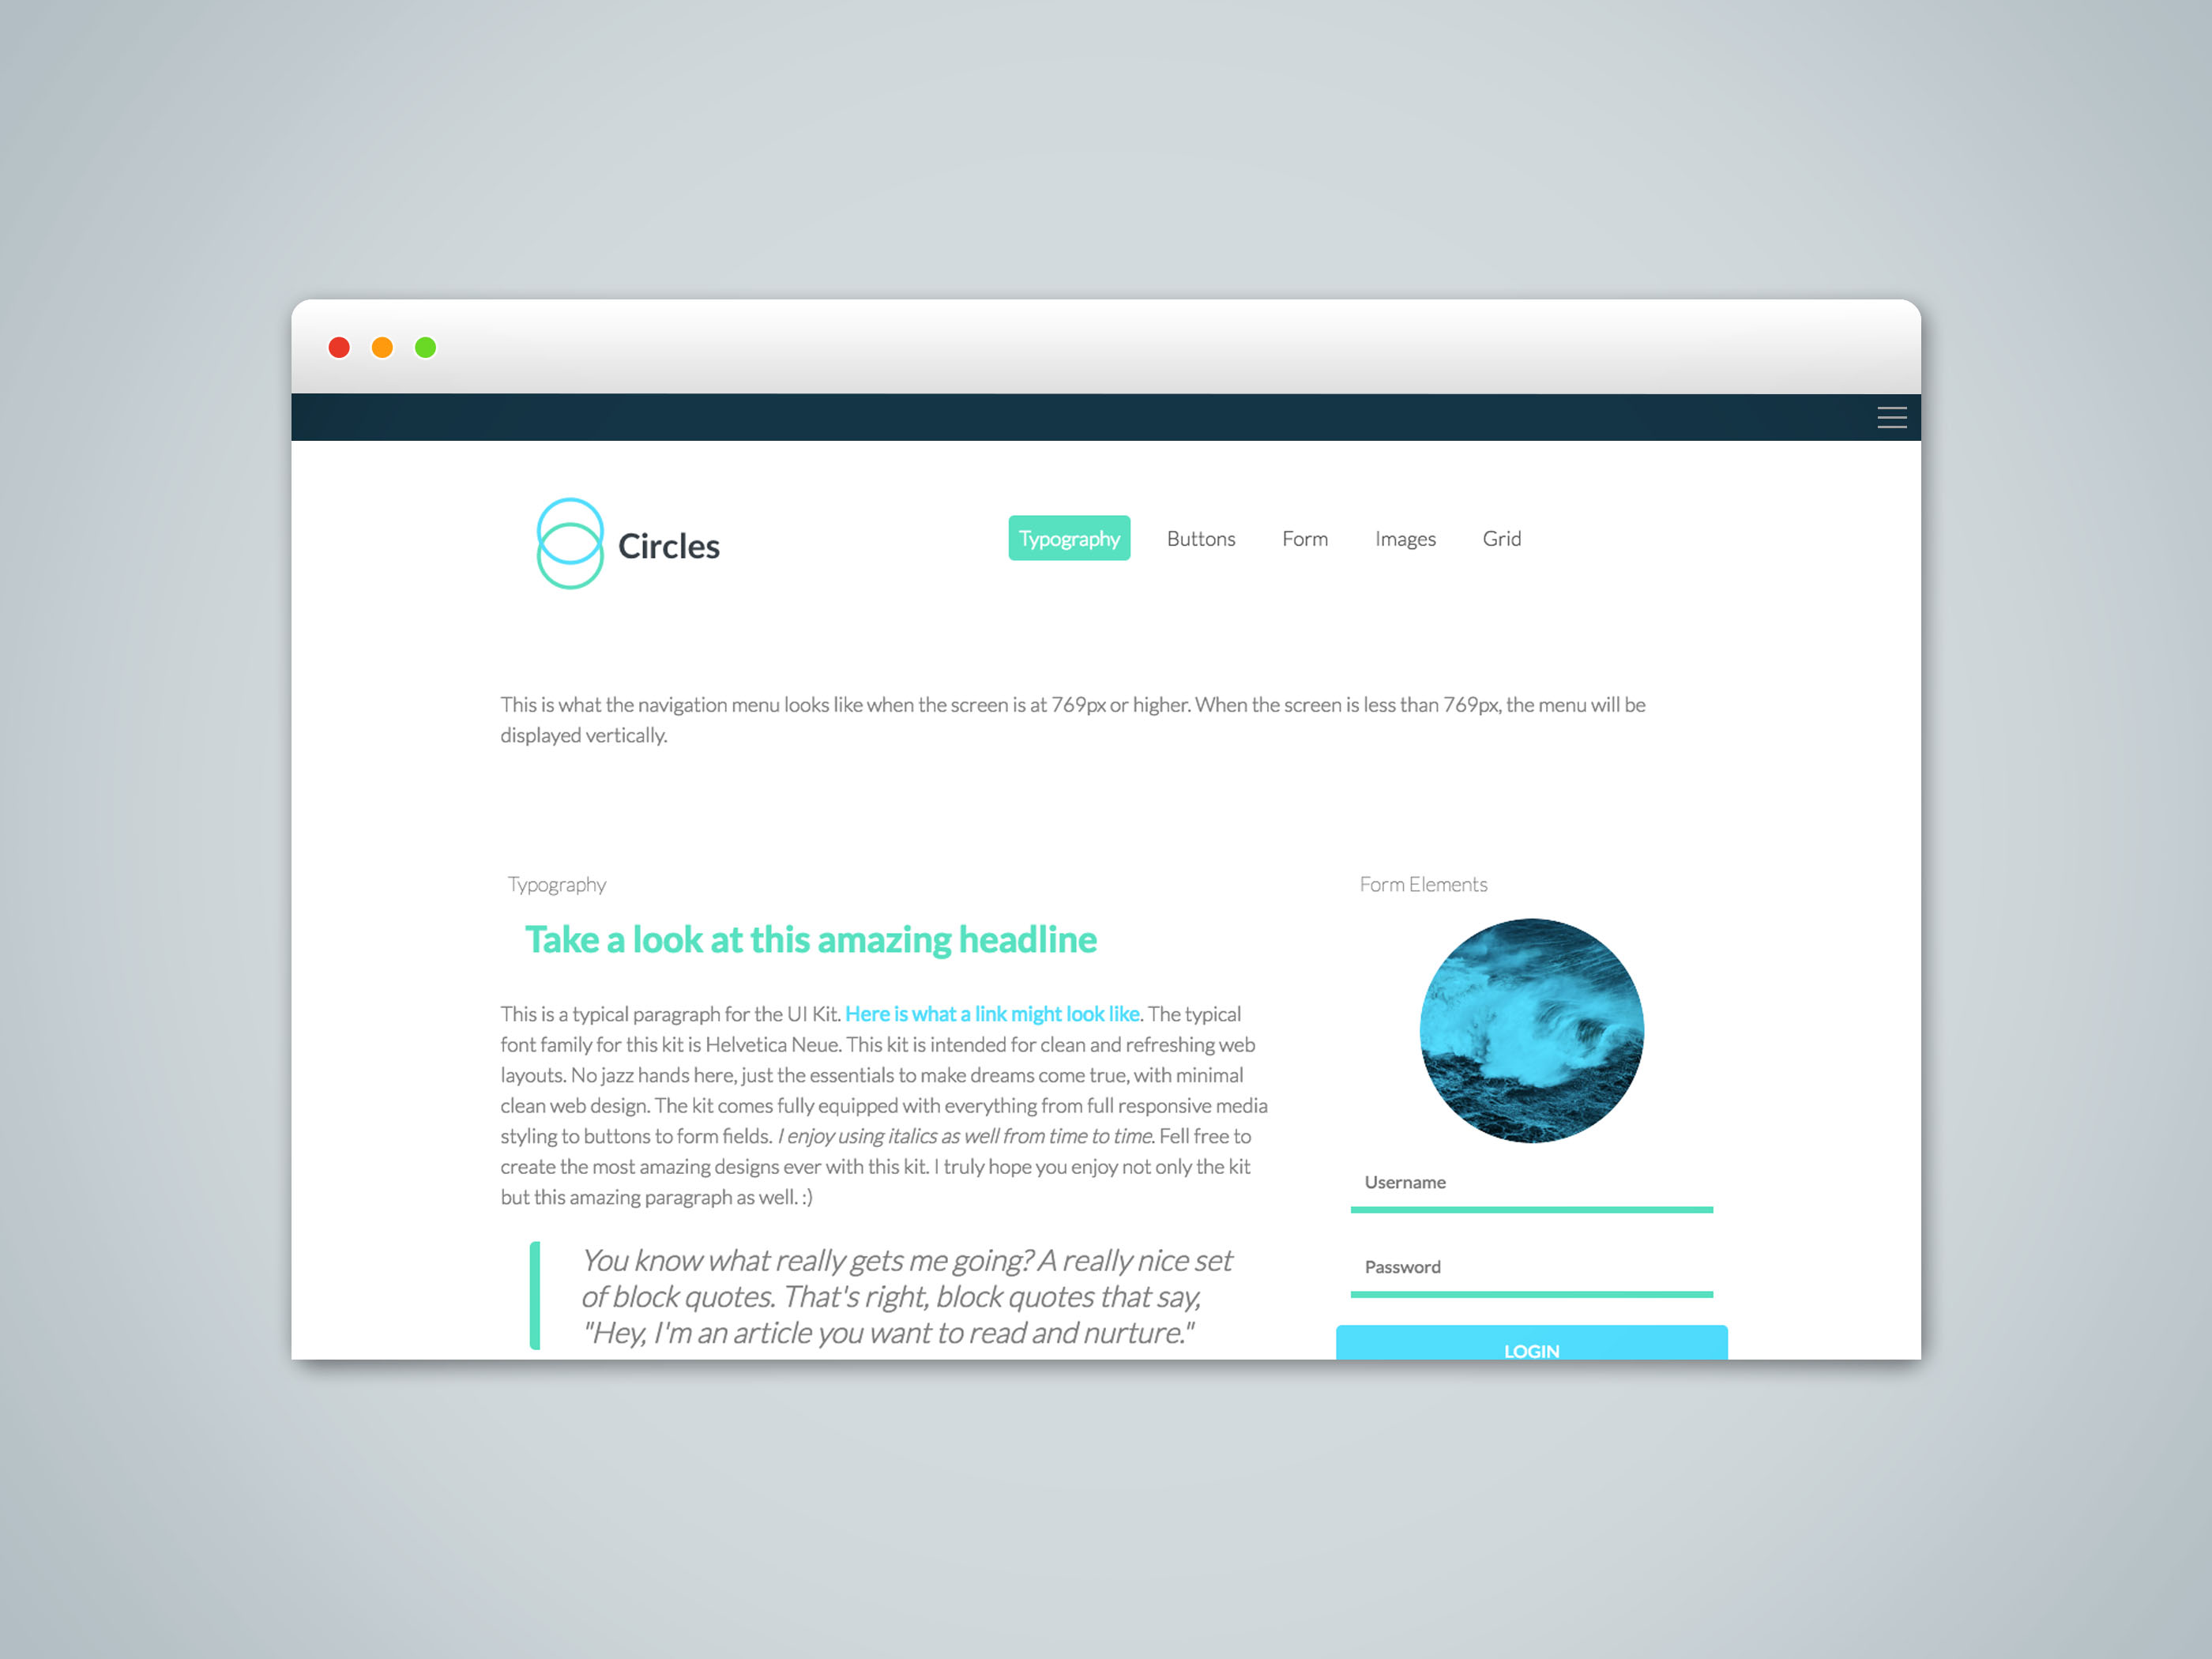 Circles
Typography Buttons Form Images Grid
This is what the navigation menu looks like when the screen is at 769px or higher. When the screen is less than 769px, the menu will be
displayed vertically.
Typography
Take a look at this amazing headline
This is a typical paragraph for the UI Kit. Here is what a link might look like. The typical
font family for this kit is Helvetica Neue. This kit is intended for clean and refreshing web
layouts. No jazz hands here, just the essentials to make dreams come true, with minimal
clean web design. The kit comes fully equipped with everything from full responsive media
styling to buttons to form fields. I enjoy using italics as well from time to time. Fell free to
create the most amazing designs ever with this kit. I truly hope you enjoy not only the kit
but this amazing paragraph as well. :)
You know what really gets me going? A really nice set
of block quotes. That's right, block quotes that say,
"Hey, I'm an article you want to read and nurture."
Form Elements
Username
Password
LOGIN